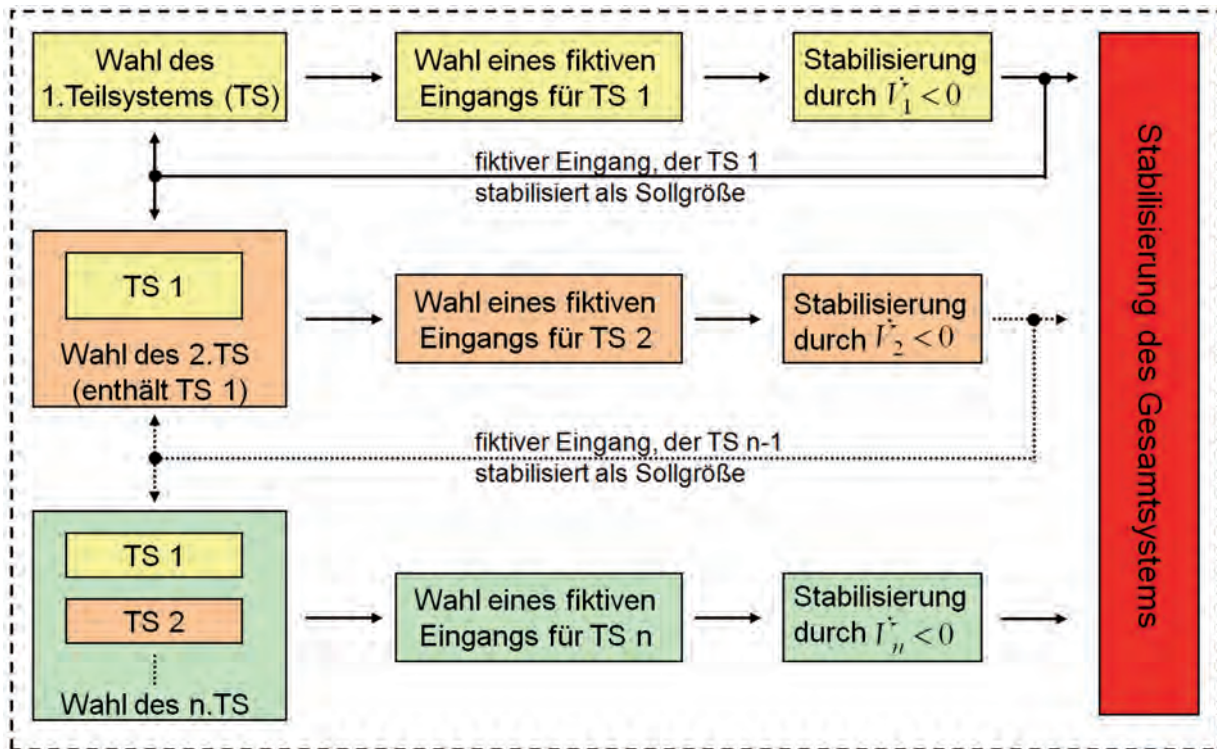 Wahl des
1.Teilsystems (TS)
Wahl eines fiktiven
Eingangs für TS 1
Stabilisierung
durch V̇₁ < 0
fiktiver Eingang, der TS 1
stabilisiert als Sollgröße
TS 1
Wahl des 2.TS
(enthält TS 1)
Wahl eines fiktiven
Eingangs für TS 2
Stabilisierung
durch V̇₂ < 0
fiktiver Eingang, der TS n-1
stabilisiert als Sollgröße
TS 1
TS 2
Wahl des n.TS
Wahl eines fiktiven
Eingangs für TS n
Stabilisierung
durch V̇ₙ < 0
Stabilisierung des Gesamtsystems